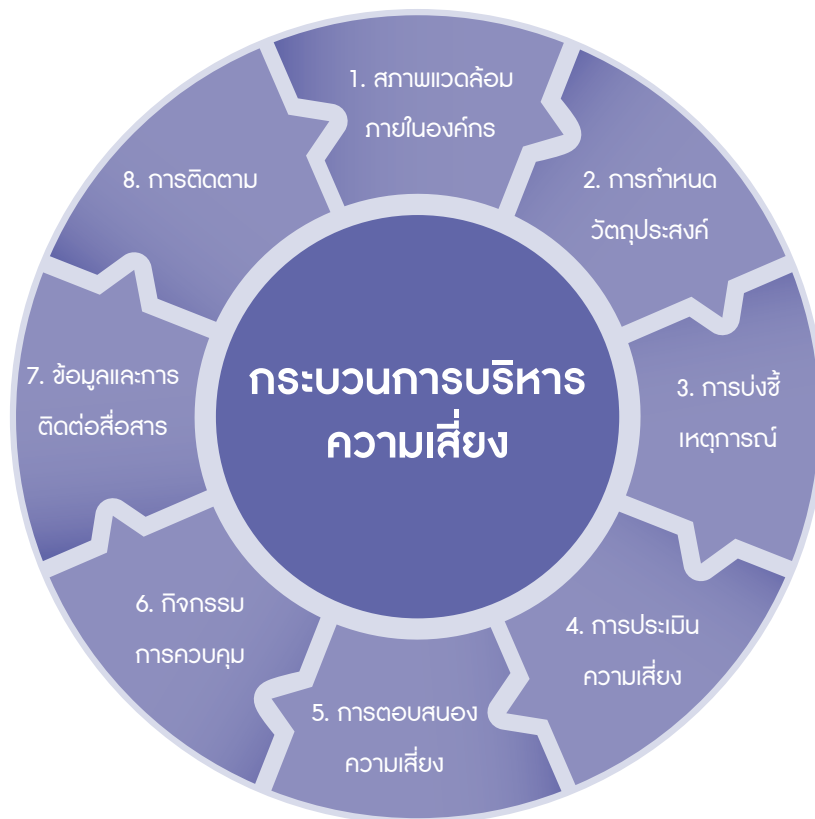 กระบวนการบริหาร
ความเสี่ยง
1. สภาพแวดล้อม
ภายในองค์กร
2. การกำหนด
วัตถุประสงค์
3. การบ่งชี้
เหตุการณ์
4. การประเมิน
ความเสี่ยง
5. การตอบสนอง
ความเสี่ยง
6. กิจกรรม
การควบคุม
7. ข้อมูลและการ
ติดต่อสื่อสาร
8. การติดตาม